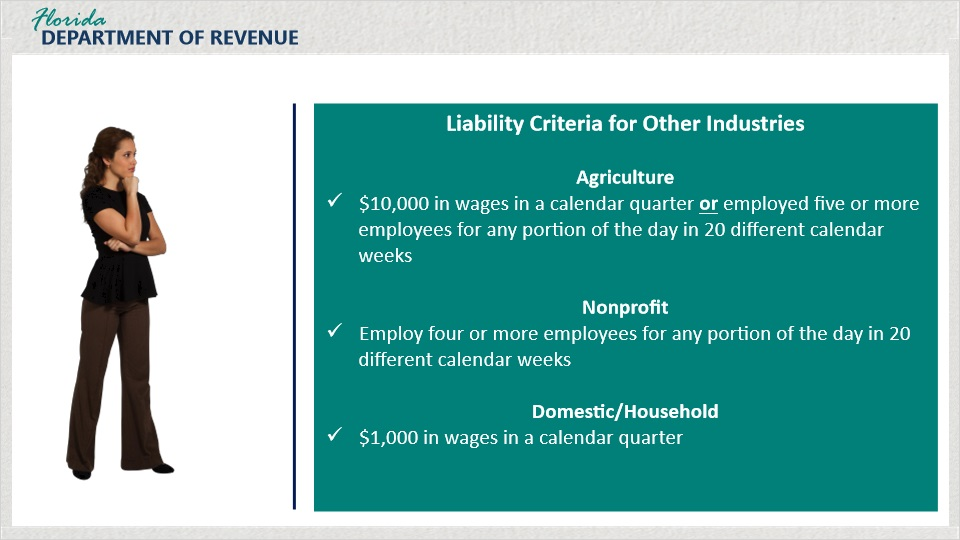 Florida
DEPARTMENT OF REVENUE
Liability Criteria for Other Industries
Agriculture
✓ $10,000 in wages in a calendar quarter or employed five or more
employees for any portion of the day in 20 different calendar
weeks
Nonprofit
✓ Employ four or more employees for any portion of the day in 20
different calendar weeks
Domestic/Household
✓ $1,000 in wages in a calendar quarter